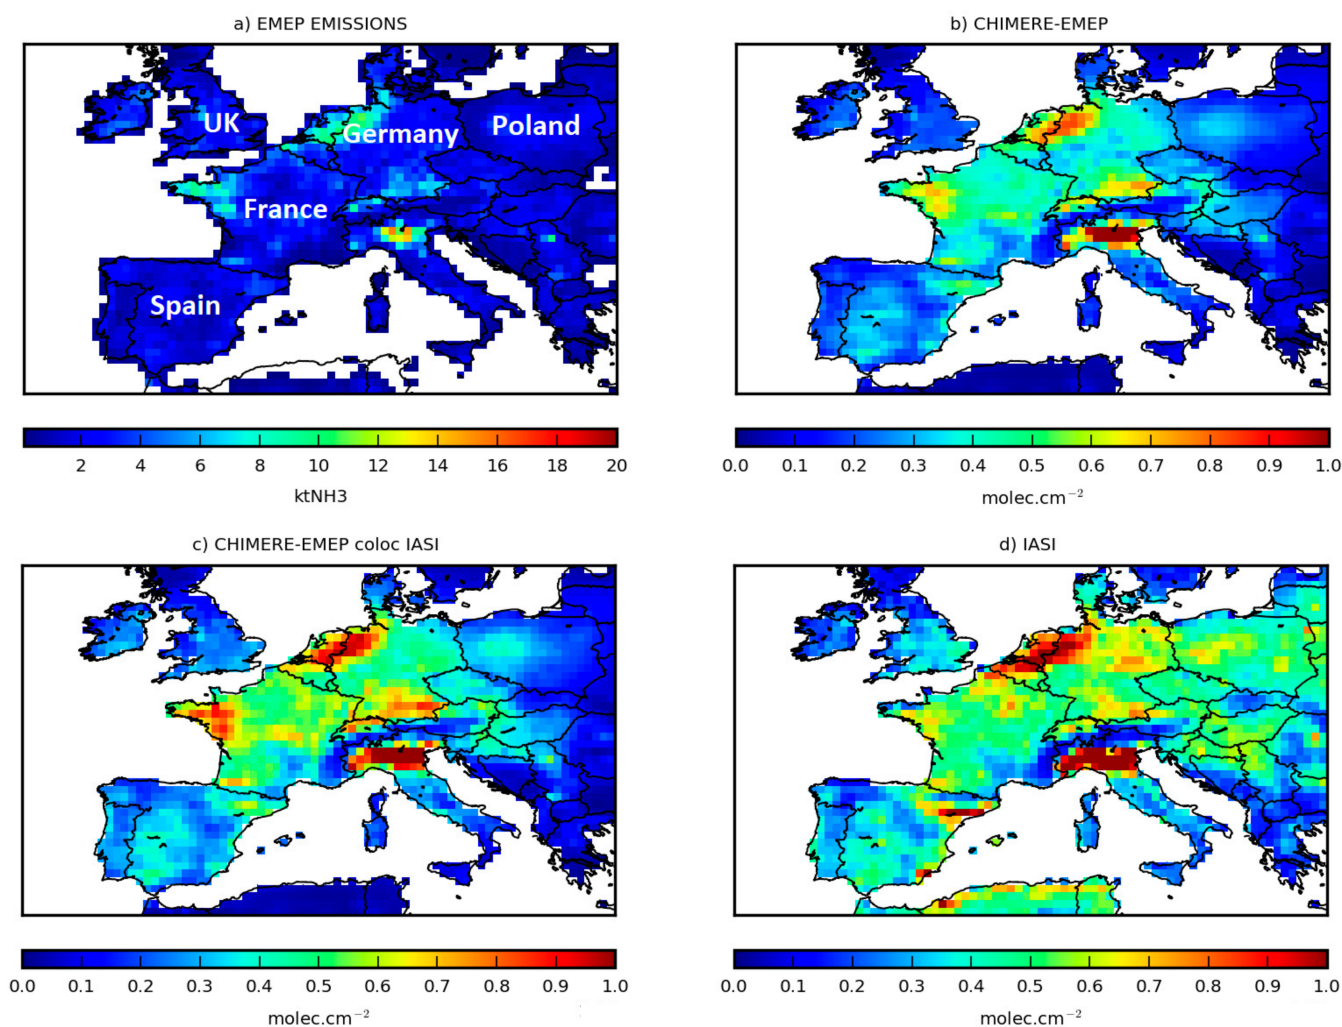 a) EMEP EMISSIONS
UK
Germany
Poland
France
Spain
2 4 6 8 10 12 14 16 18 20
ktNH3
b) CHIMERE-EMEP
0.0 0.1 0.2 0.3 0.4 0.5 0.6 0.7 0.8 0.9 1.0
molec.cm⁻²
c) CHIMERE-EMEP coloc IASI
0.0 0.1 0.2 0.3 0.4 0.5 0.6 0.7 0.8 0.9 1.0
molec.cm⁻²
d) IASI
0.0 0.1 0.2 0.3 0.4 0.5 0.6 0.7 0.8 0.9 1.0
molec.cm⁻²